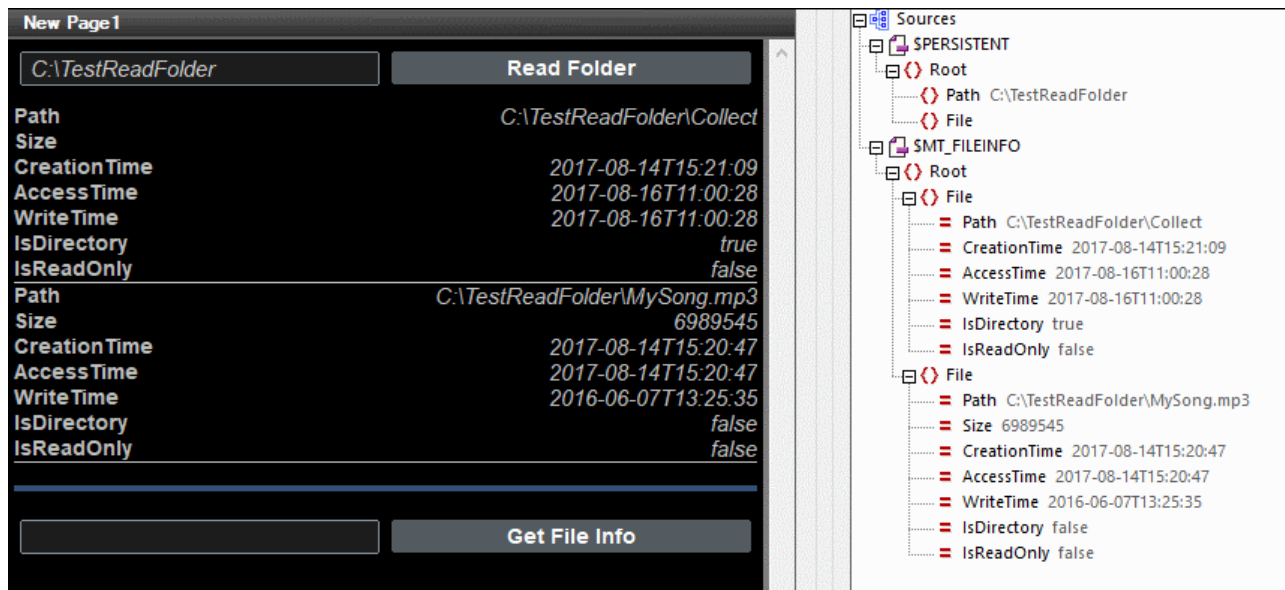 New Page1
C:\TestReadFolder
Read Folder
Path C:\TestReadFolder\Collect
Size
CreationTime 2017-08-14T15:21:09
AccessTime 2017-08-16T11:00:28
WriteTime 2017-08-16T11:00:28
IsDirectory true
IsReadOnly false
Path C:\TestReadFolder\MySong.mp3
Size 6989545
CreationTime 2017-08-14T15:20:47
AccessTime 2017-08-14T15:20:47
WriteTime 2016-06-07T13:25:35
IsDirectory false
IsReadOnly false
Get File Info
Sources
$PERSISTENT
Root
Path C:\TestReadFolder
File
$MT_FILEINFO
Root
File
Path C:\TestReadFolder\Collect
CreationTime 2017-08-14T15:21:09
AccessTime 2017-08-16T11:00:28
WriteTime 2017-08-16T11:00:28
IsDirectory true
IsReadOnly false
File
Path C:\TestReadFolder\MySong.mp3
Size 6989545
CreationTime 2017-08-14T15:20:47
AccessTime 2017-08-14T15:20:47
WriteTime 2016-06-07T13:25:35
IsDirectory false
IsReadOnly false